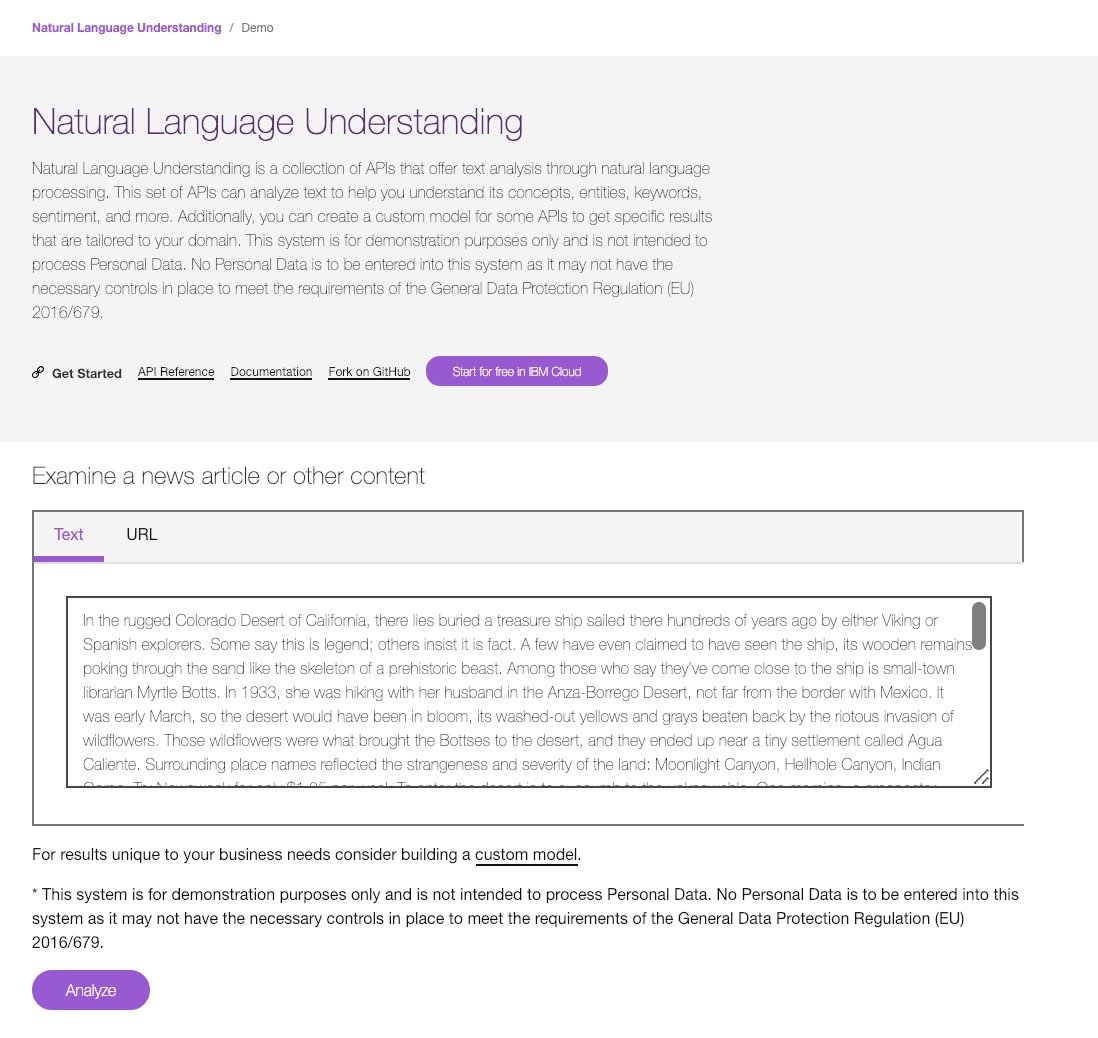 Natural Language Understanding / Demo
Natural Language Understanding
Natural Language Understanding is a collection of APIs that offer text analysis through natural language
processing. This set of APIs can analyze text to help you understand its concepts, entities, keywords,
sentiment, and more. Additionally, you can create a custom model for some APIs to get specific results
that are tailored to your domain. This system is for demonstration purposes only and is not intended to
process Personal Data. No Personal Data is to be entered into this system as it may not have the
necessary controls in place to meet the requirements of the General Data Protection Regulation (EU)
2016/679.
Get Started API Reference Documentation Fork on GitHub Start for free in IBM Cloud
Examine a news article or other content
Text URL
In the rugged Colorado Desert of California, there lies buried a treasure ship sailed there hundreds of years ago by either Viking or
Spanish explorers. Some say this is legend; others insist it is fact. A few have even claimed to have seen the ship, its wooden remains
poking through the sand like the skeleton of a prehistoric beast. Among those who say they've come close to the ship is small-town
librarian Myrtle Botts. In 1933, she was hiking with her husband in the Anza-Borrego Desert, not far from the border with Mexico. It
was early March, so the desert would have been in bloom, its washed-out yellows and grays beaten back by the riotous invasion of
wildflowers. Those wildflowers were what brought the Bottses to the desert, and they ended up near a tiny settlement called Agua
Caliente. Surrounding place names reflected the strangeness and severity of the land: Moonlight Canyon, Hellhole Canyon, Indian
For results unique to your business needs consider building a custom model.
* This system is for demonstration purposes only and is not intended to process Personal Data. No Personal Data is to be entered into this
system as it may not have the necessary controls in place to meet the requirements of the General Data Protection Regulation (EU)
2016/679.
Analyze